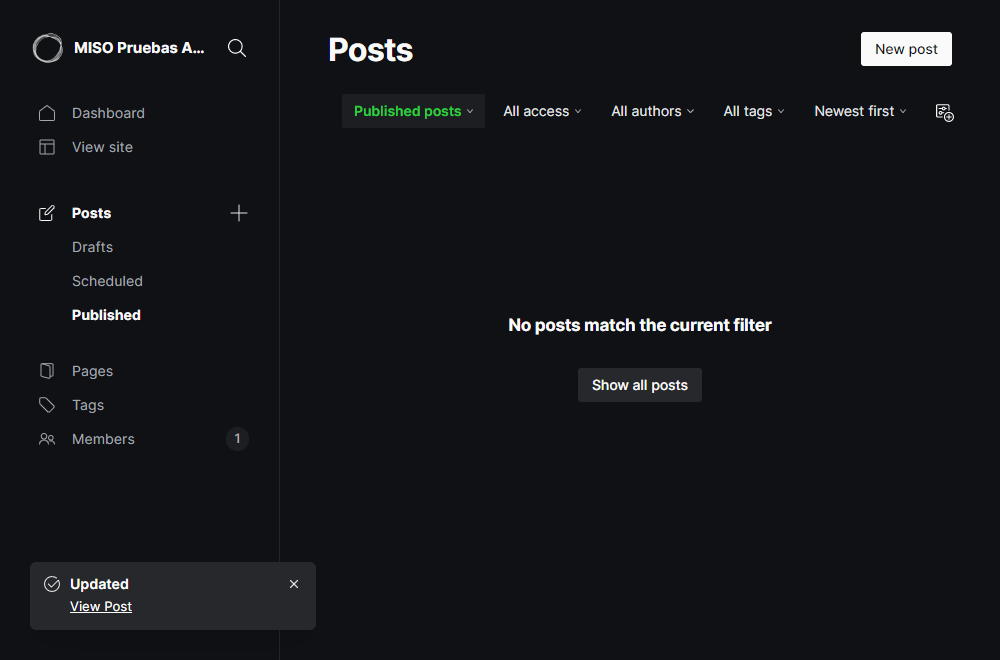 MISO Pruebas A...
Dashboard
View site
Posts
Drafts
Scheduled
Published
Pages
Tags
Members 1
Posts
New post
Published posts All access All authors All tags Newest first
No posts match the current filter
Show all posts
Updated
View Post